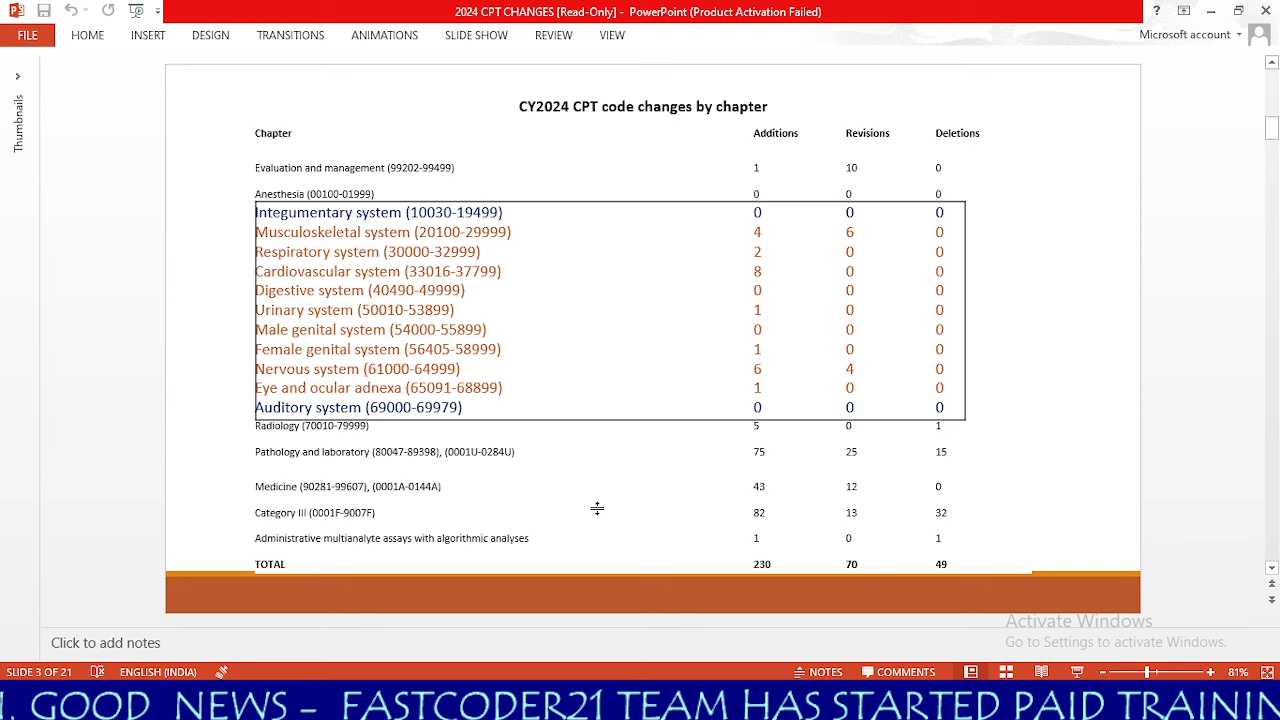 2024 CPT CHANGES [Read-Only] - PowerPoint (Product Activation Failed)
FILE HOME INSERT DESIGN TRANSITIONS ANIMATIONS SLIDE SHOW REVIEW VIEW Microsoft account
Thumbnails
CY2024 CPT code changes by chapter
Chapter Additions Revisions Deletions
Evaluation and management (99202-99499) 1 10 0
Anesthesia (00100-01999) 0 0 0
Integumentary system (10030-19499) 0 0 0
Musculoskeletal system (20100-29999) 4 6 0
Respiratory system (30000-32999) 2 0 0
Cardiovascular system (33016-37799) 8 0 0
Digestive system (40490-49999) 0 0 0
Urinary system (50010-53899) 1 0 0
Male genital system (54000-55899) 0 0 0
Female genital system (56405-58999) 1 0 0
Nervous system (61000-64999) 6 4 0
Eye and ocular adnexa (65091-68899) 1 0 0
Auditory system (69000-69979) 0 0 0
Radiology (70010-79999) 5 0 1
Pathology and laboratory (80047-89398), (0001U-0284U) 75 25 15
Medicine (90281-99607), (0001A-0144A) 43 12 0
Category III (0001F-9007F) 82 13 32
Administrative multianalyte assays with algorithmic analyses 1 0 1
TOTAL 230 70 49
Activate Windows
Go to Settings to activate Windows.
Click to add notes
SLIDE 3 OF 21 ENGLISH (INDIA) NOTES COMMENTS 81%
GOOD NEWS - FASTCODER21 TEAM HAS STARTED PAID